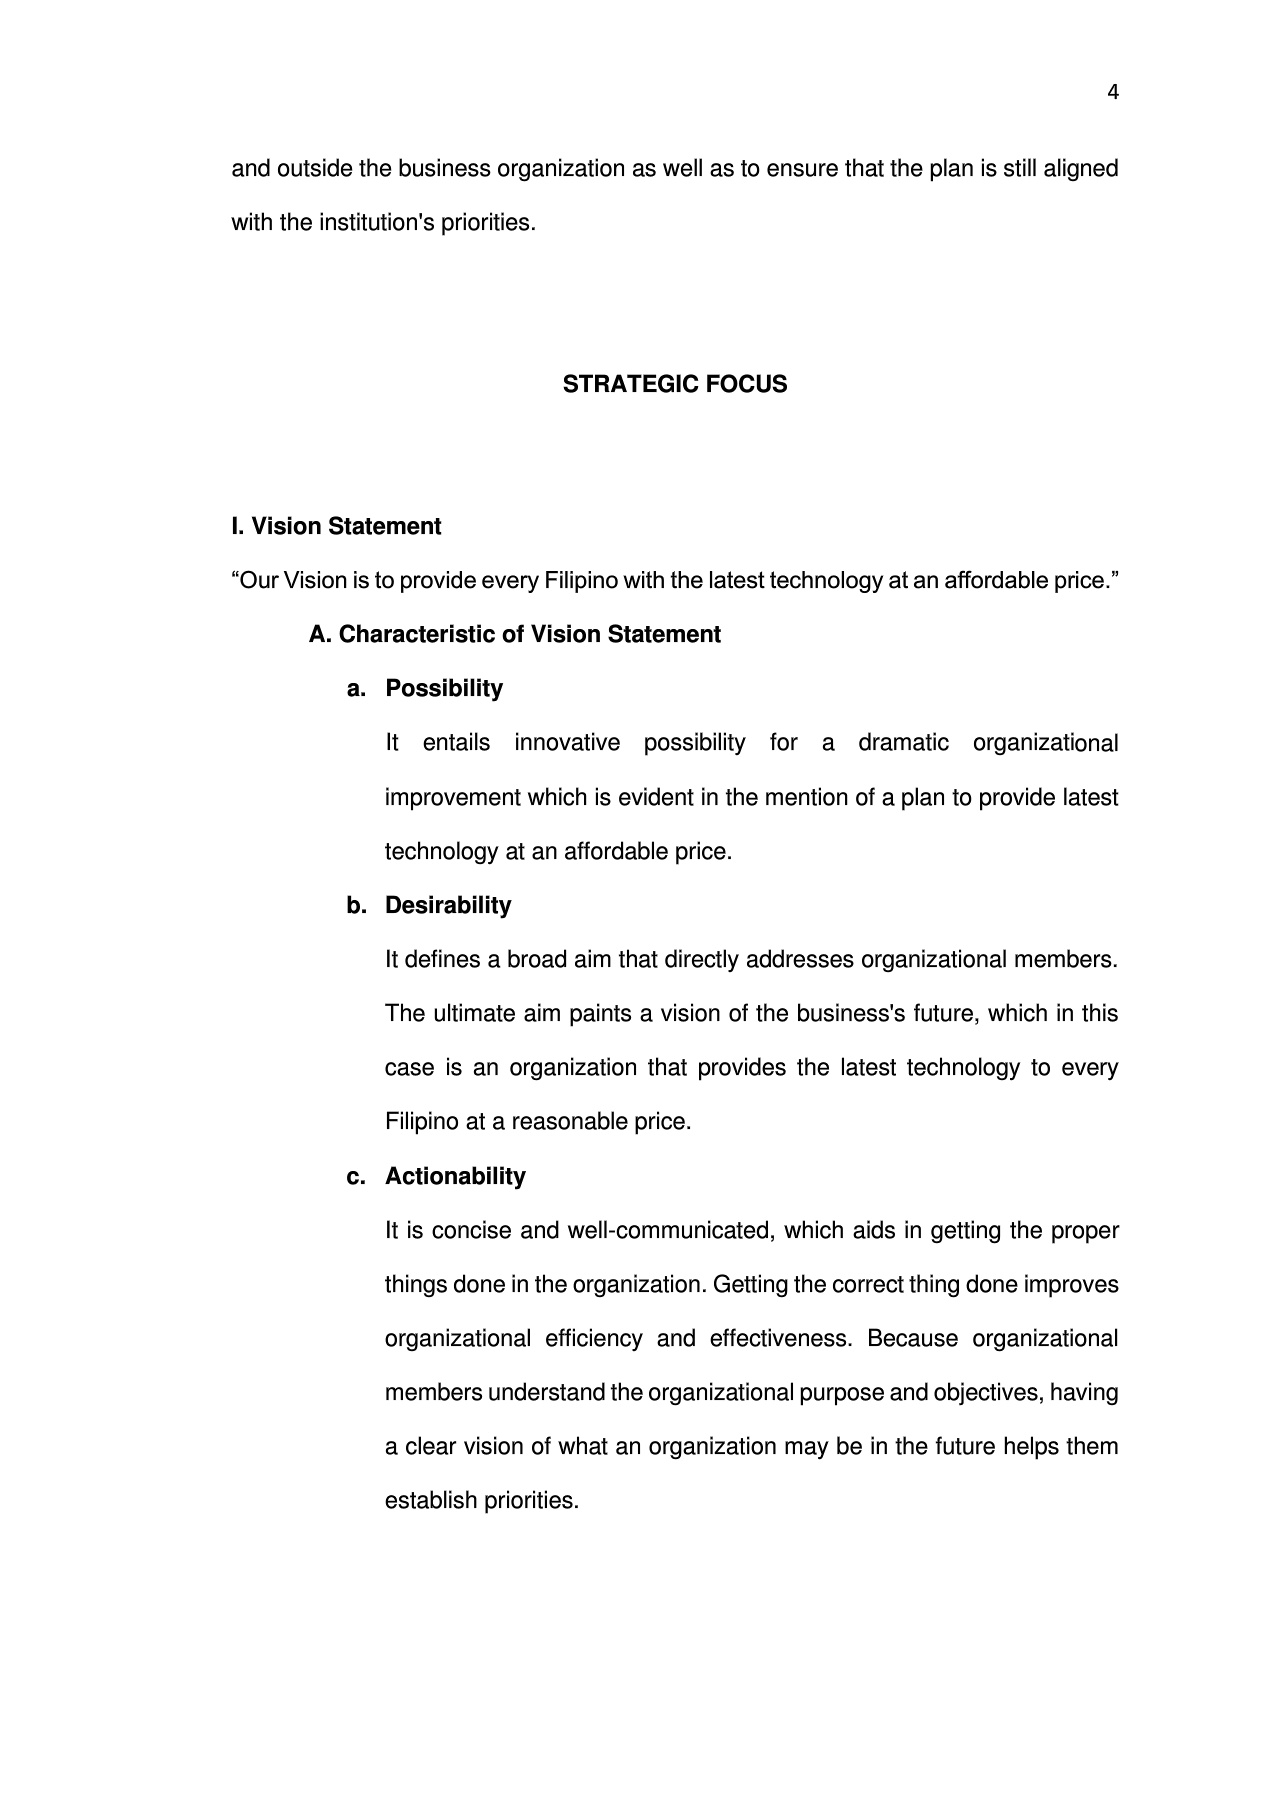 4
and outside the business organization as well as to ensure that the plan is still aligned
with the institution's priorities.
STRATEGIC FOCUS
I. Vision Statement
“Our Vision is to provide every Filipino with the latest technology at an affordable price.”
A. Characteristic of Vision Statement
a. Possibility
It entails innovative possibility for a dramatic organizational
improvement which is evident in the mention of a plan to provide latest
technology at an affordable price.
b. Desirability
It defines a broad aim that directly addresses organizational members.
The ultimate aim paints a vision of the business's future, which in this
case is an organization that provides the latest technology to every
Filipino at a reasonable price.
c. Actionability
It is concise and well-communicated, which aids in getting the proper
things done in the organization. Getting the correct thing done improves
organizational efficiency and effectiveness. Because organizational
members understand the organizational purpose and objectives, having
a clear vision of what an organization may be in the future helps them
establish priorities.